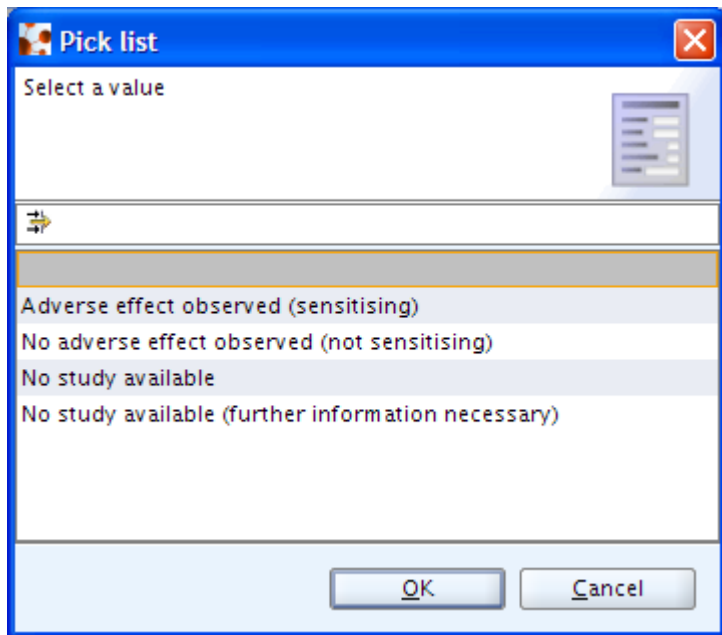 Pick list
Select a value
Adverse effect observed (sensitising)
No adverse effect observed (not sensitising)
No study available
No study available (further information necessary)
OK
Cancel